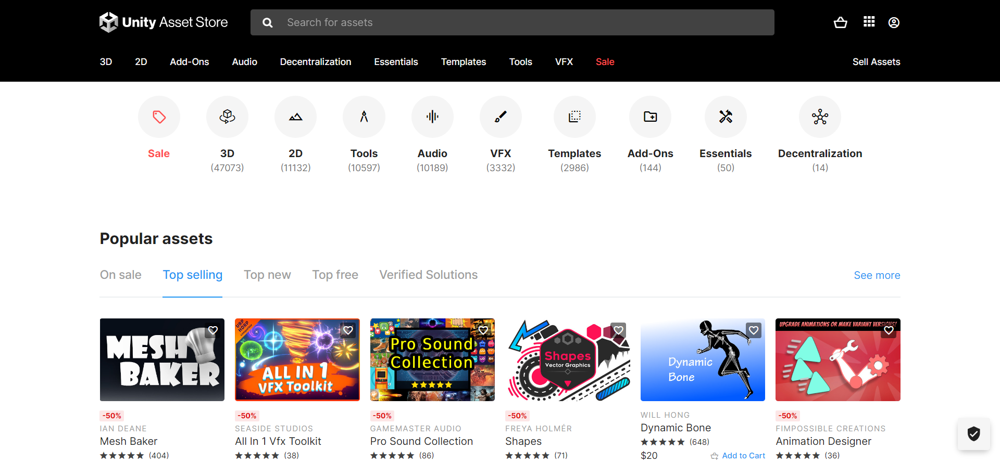 Unity Asset Store
Search for assets
3D 2D Add-Ons Audio Decentralization Essentials Templates Tools VFX Sale Sell Assets
Sale 3D 2D Tools Audio VFX Templates Add-Ons Essentials Decentralization
(47073) (11132) (10597) (10189) (3332) (2986) (144) (50) (14)
Popular assets
On sale Top selling Top new Top free Verified Solutions See more
MESH
BAKER
-50%
IAN DEANE
Mesh Baker
(404)
URP
HDRP
compatible
ALL IN 1
VFX Toolkit
-50%
SEASIDE STUDIOS
All In 1 Vfx Toolkit
(38)
Pro Sound
Collection
-50%
GAMEMASTER AUDIO
Pro Sound Collection
(86)
Shapes
Vector Graphics
-50%
FREYA HOLMÉR
Shapes
(71)
Dynamic
Bone
WILL HONG
Dynamic Bone
(648)
$20 Add to Cart
UPGRADE ANIMATIONS OR MAKE VARIANT VERSIONS!
-50%
FIMPOSSIBLE CREATIONS
Animation Designer
(36)